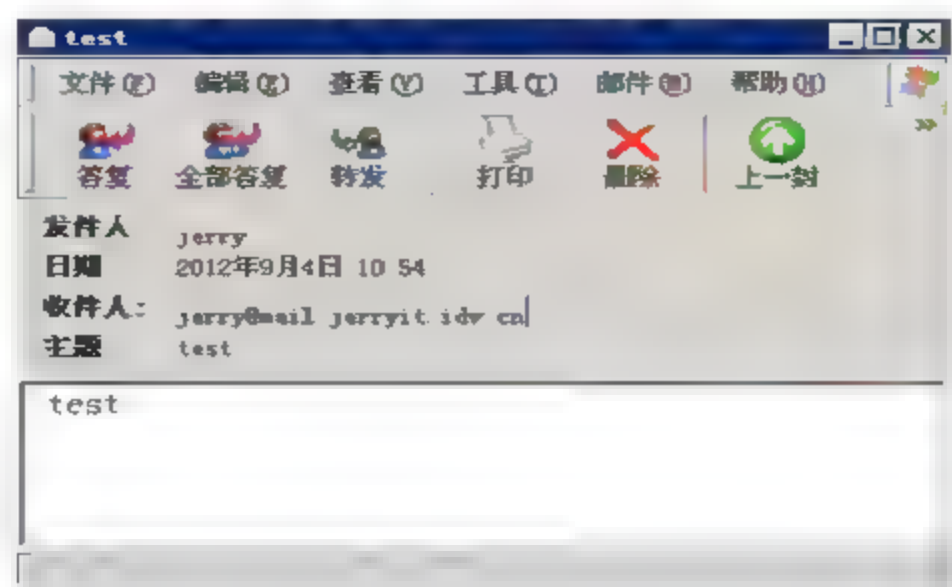 test
文件(F) 编辑(E) 查看(V) 工具(T) 邮件(M) 帮助(H)
答复 全部答复 转发 打印 删除 上一封
发件人 jerry
日期 2012年9月4日 10 54
收件人: jerry@mail jerryit idv cn
主题 test
test